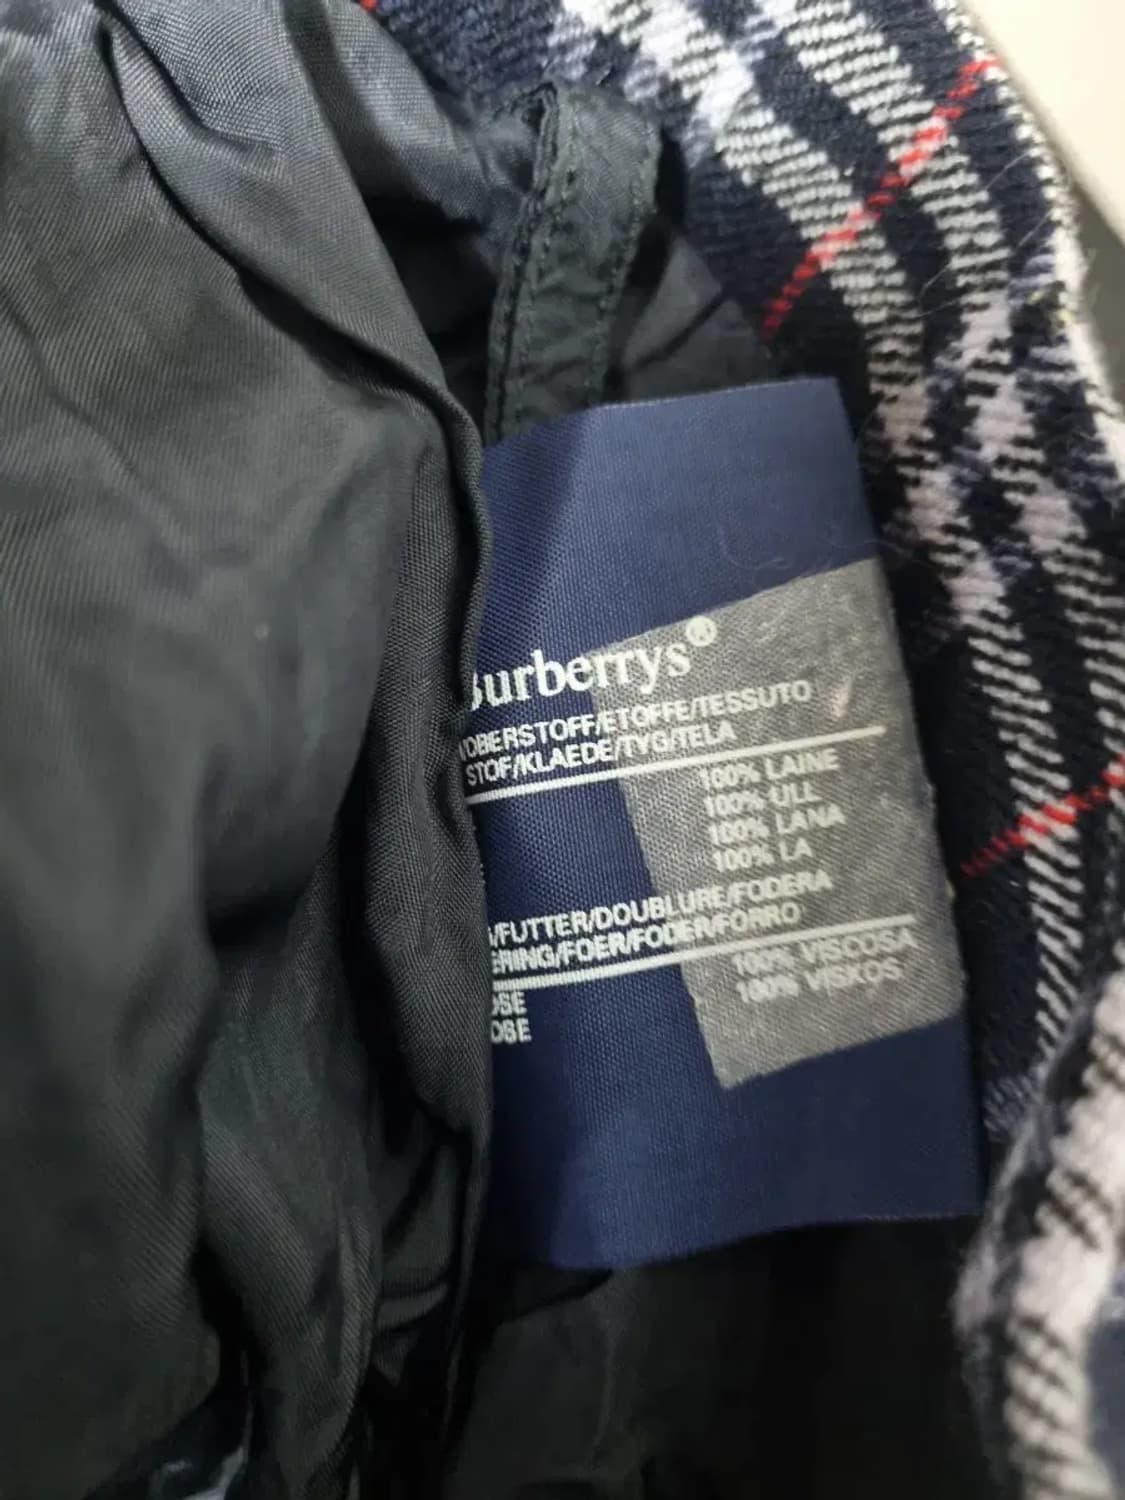 Burberrys®
/OBERSTOFF/ETOFFE/TESSUTO
STOF/KLAEDE/TYG/TELA
100% LAINE
100% ULL
100% LANA
100% LA
/FUTTER/DOUBLURE/FODERA
ERING/FOER/FODER/FORRO
OSE 100% VISCOSA
OSE 100% VISKOS